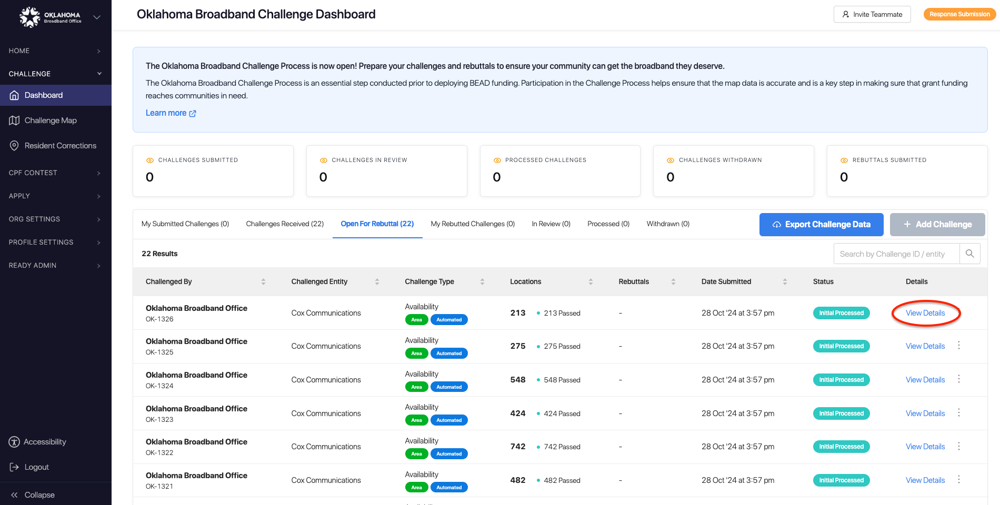 OKLAHOMA
Broadband Office
Oklahoma Broadband Challenge Dashboard
Invite Teammate
Response Submission
HOME
CHALLENGE
Dashboard
Challenge Map
Resident Corrections
CPF CONTEST
APPLY
ORG SETTINGS
PROFILE SETTINGS
READY ADMIN
Accessibility
Logout
Collapse
The Oklahoma Broadband Challenge Process is now open! Prepare your challenges and rebuttals to ensure your community can get the broadband they deserve.
The Oklahoma Broadband Challenge Process is an essential step conducted prior to deploying BEAD funding. Participation in the Challenge Process helps ensure that the map data is accurate and is a key step in making sure that grant funding
reaches communities in need.
Learn more
CHALLENGES SUBMITTED
0
CHALLENGES IN REVIEW
0
PROCESSED CHALLENGES
0
CHALLENGES WITHDRAWN
0
REBUTTALS SUBMITTED
0
My Submitted Challenges (0) Challenges Received (22) Open For Rebuttal (22) My Rebutted Challenges (0) In Review (0) Processed (0) Withdrawn (0) Export Challenge Data + Add Challenge
22 Results
Search by Challenge ID / entity
Challenged By Challenged Entity Challenge Type Locations Rebuttals Date Submitted Status Details
Oklahoma Broadband Office
OK-1326
Cox Communications
Availability
Area Automated
213 213 Passed - 28 Oct '24 at 3:57 pm Initial Processed View Details
Oklahoma Broadband Office
OK-1325
Cox Communications
Availability
Area Automated
275 275 Passed - 28 Oct '24 at 3:57 pm Initial Processed View Details
Oklahoma Broadband Office
OK-1324
Cox Communications
Availability
Area Automated
548 548 Passed - 28 Oct '24 at 3:57 pm Initial Processed View Details
Oklahoma Broadband Office
OK-1323
Cox Communications
Availability
Area Automated
424 424 Passed - 28 Oct '24 at 3:57 pm Initial Processed View Details
Oklahoma Broadband Office
OK-1322
Cox Communications
Availability
Area Automated
742 742 Passed - 28 Oct '24 at 3:57 pm Initial Processed View Details
Oklahoma Broadband Office
OK-1321
Cox Communications
Availability
Area Automated
482 482 Passed - 28 Oct '24 at 3:57 pm Initial Processed View Details